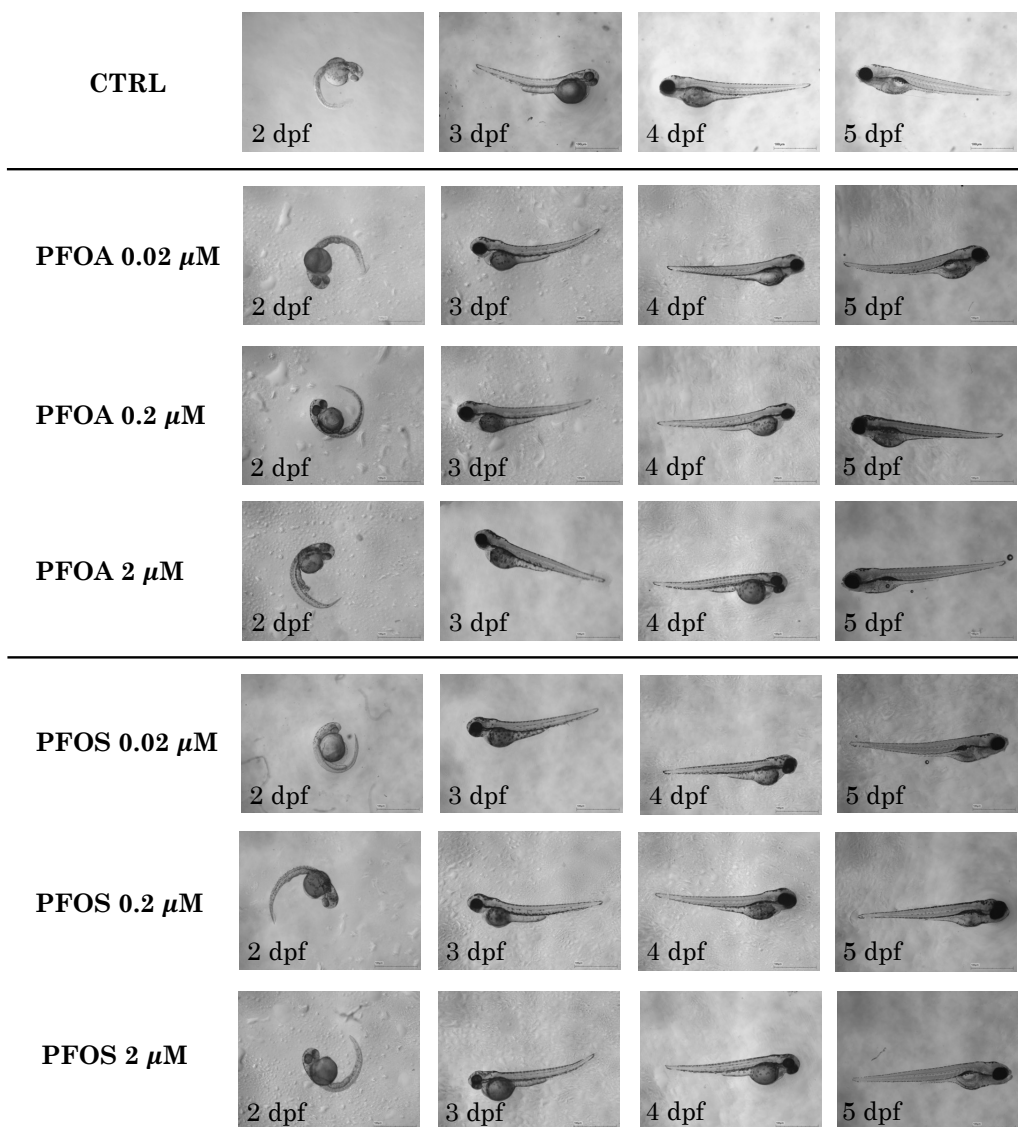 CTRL
2 dpf
3 dpf
4 dpf
5 dpf
PFOA 0.02 μM
2 dpf
3 dpf
4 dpf
5 dpf
PFOA 0.2 μM
2 dpf
3 dpf
4 dpf
5 dpf
PFOA 2 μM
2 dpf
3 dpf
4 dpf
5 dpf
PFOS 0.02 μM
2 dpf
3 dpf
4 dpf
5 dpf
PFOS 0.2 μM
2 dpf
3 dpf
4 dpf
5 dpf
PFOS 2 μM
2 dpf
3 dpf
4 dpf
5 dpf